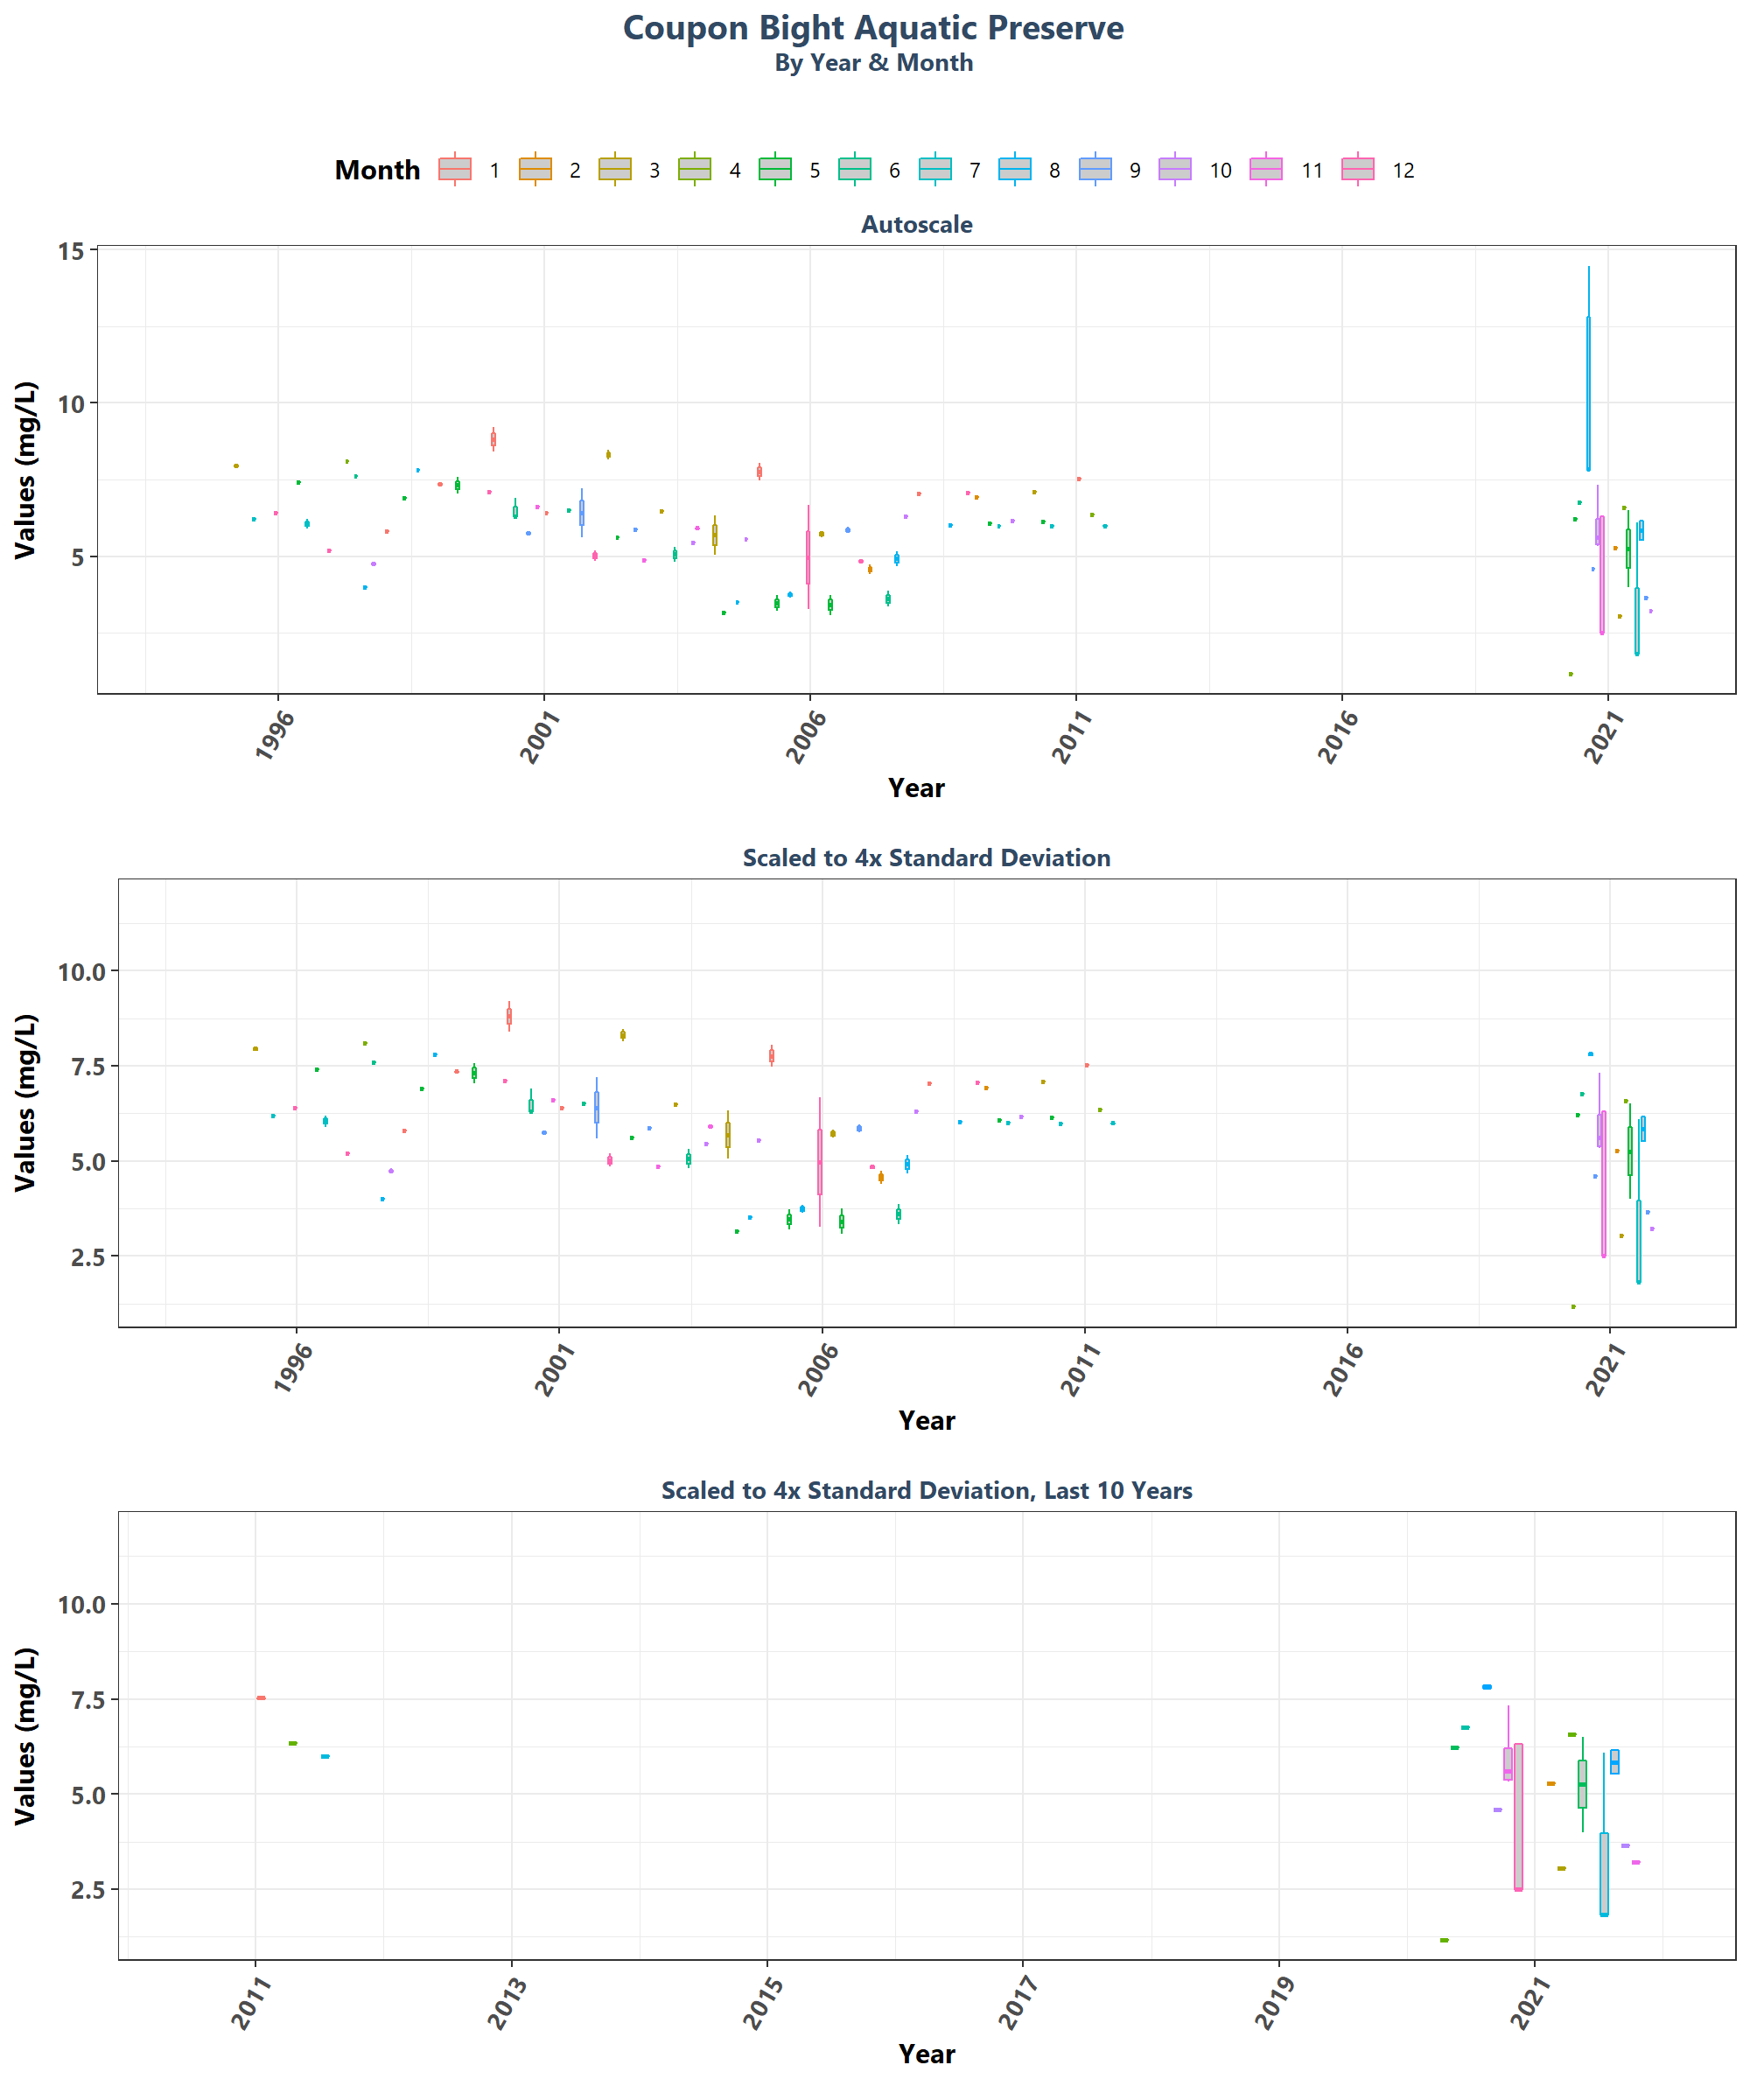 Coupon Bight Aquatic Preserve
By Year & Month
Month 1 2 3 4 5 6 7 8 9 10 11 12
Autoscale
Values (mg/L)
15
10
5
1996 2001 2006 2011 2016 2021
Year
Scaled to 4x Standard Deviation
Values (mg/L)
10.0
7.5
5.0
2.5
1996 2001 2006 2011 2016 2021
Year
Scaled to 4x Standard Deviation, Last 10 Years
Values (mg/L)
10.0
7.5
5.0
2.5
2011 2013 2015 2017 2019 2021
Year